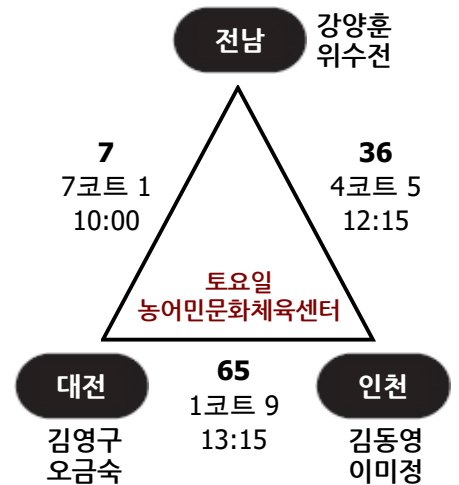 전남
강양훈
위수전
7
7코트 1
10:00
36
4코트 5
12:15
토요일
농어민문화체육센터
대전
김영구
오금숙
65
1코트 9
13:15
인천
김동영
이미정